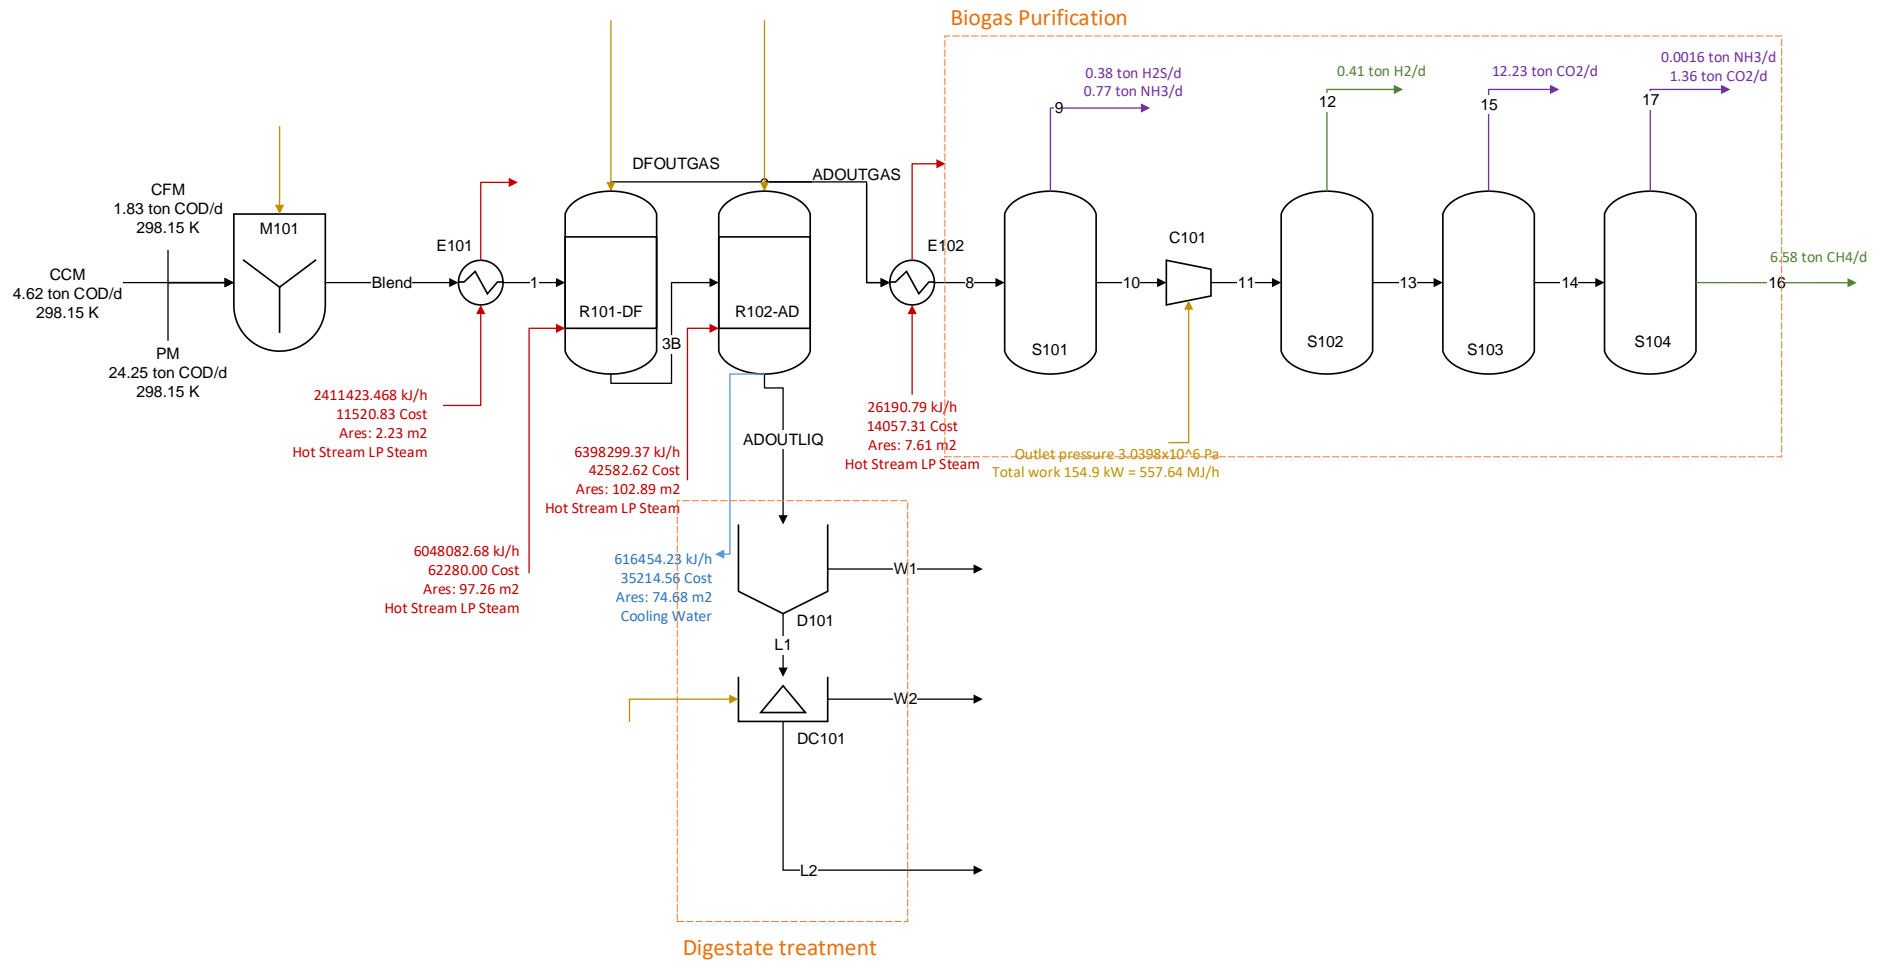 Biogas Purification
0.38 ton H2S/d
0.77 ton NH3/d
9
0.41 ton H2/d
12
12.23 ton CO2/d
15
0.0016 ton NH3/d
1.36 ton CO2/d
17
DFOUTGAS
ADOUTGAS
CFM
1.83 ton COD/d
298.15 K
CCM
4.62 ton COD/d
298.15 K
PM
24.25 ton COD/d
298.15 K
M101
Blend
E101
1
R101-DF
3B
R102-AD
E102
8
S101
10
C101
11
S102
13
S103
14
S104
6.58 ton CH4/d
16
2411423.468 kJ/h
11520.83 Cost
Ares: 2.23 m2
Hot Stream LP Steam
6398299.37 kJ/h
42582.62 Cost
Ares: 102.89 m2
Hot Stream LP Steam
26190.79 kJ/h
14057.31 Cost
Ares: 7.61 m2
Hot Stream LP Steam
Outlet pressure 3.0398x10^6 Pa
Total work 154.9 kW = 557.64 MJ/h
ADOUTLIQ
6048082.68 kJ/h
62280.00 Cost
Ares: 97.26 m2
Hot Stream LP Steam
616454.23 kJ/h
35214.56 Cost
Ares: 74.68 m2
Cooling Water
W1
D101
L1
W2
DC101
L2
Digestate treatment